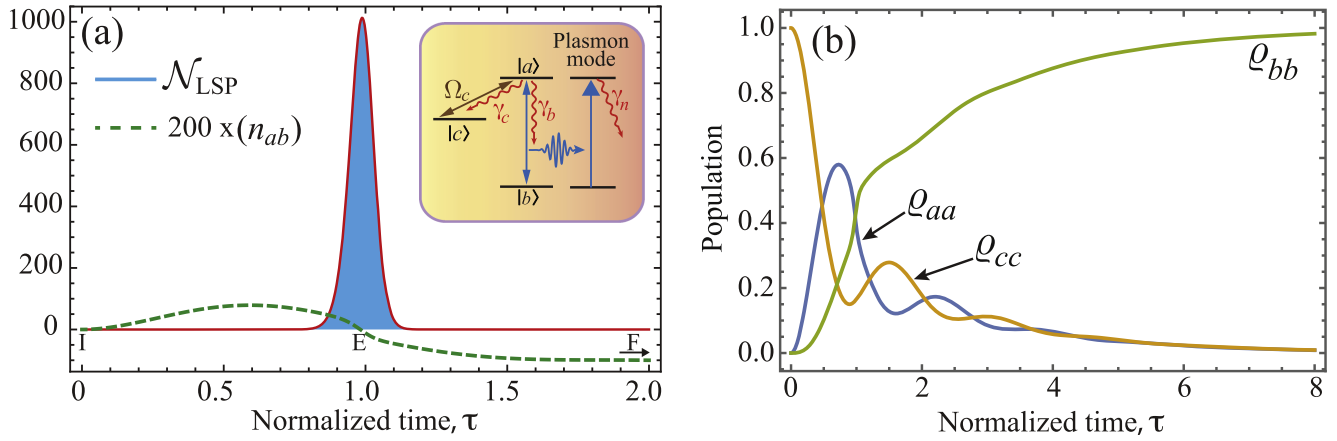 (a)
1000
800
600
400
200
0
𝒩LSP
200 x(nab)
Plasmon
mode
|a⟩
Ωc
γc
γb
γn
|c⟩
|b⟩
I
E
F
0
0.5
1.0
1.5
2.0
Normalized time, τ
(b)
1.0
0.8
0.6
0.4
0.2
0.0
Population
ϱbb
ϱaa
ϱcc
0
2
4
6
8
Normalized time, τ